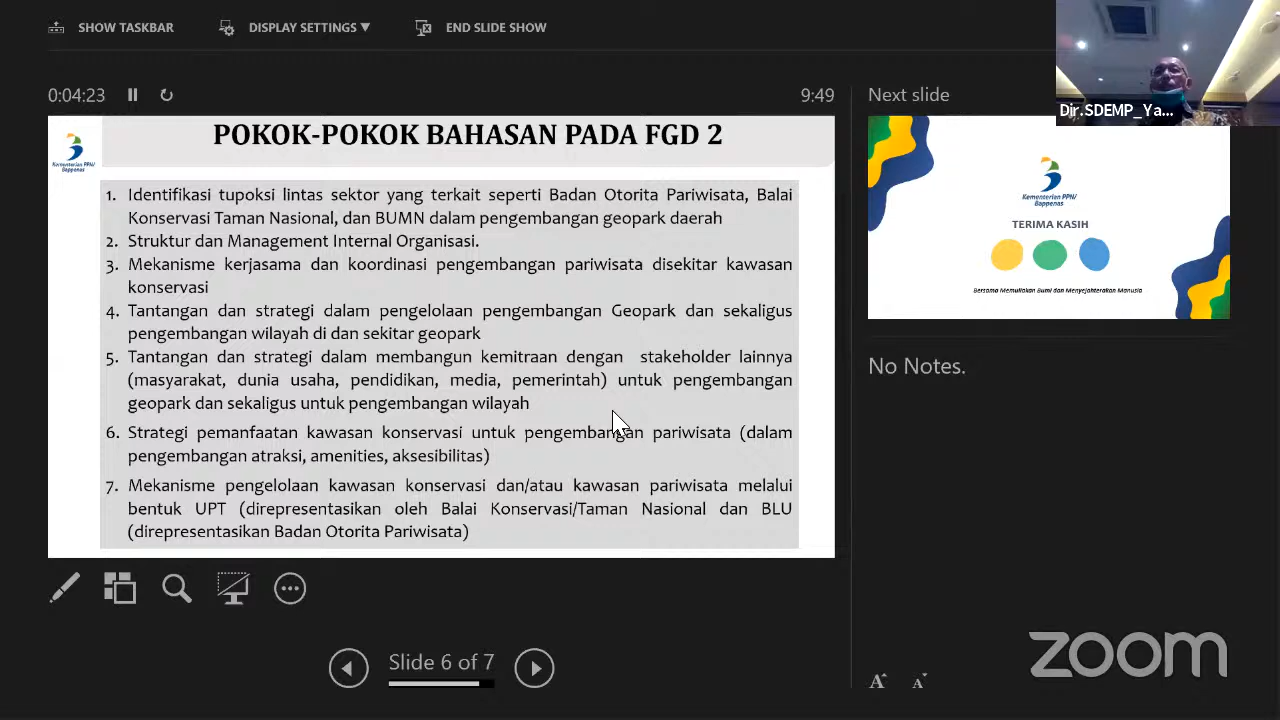 SHOW TASKBAR
DISPLAY SETTINGS ▼
END SLIDE SHOW
0:04:23
9:49
Next slide
Dir.SDEMP_Ya...
Kementerian PPN/
Bappenas
POKOK-POKOK BAHASAN PADA FGD 2
1. Identifikasi tupoksi lintas sektor yang terkait seperti Badan Otorita Pariwisata, Balai
Konservasi Taman Nasional, dan BUMN dalam pengembangan geopark daerah
2. Struktur dan Management Internal Organisasi.
3. Mekanisme kerjasama dan koordinasi pengembangan pariwisata disekitar kawasan
konservasi
4. Tantangan dan strategi dalam pengelolaan pengembangan Geopark dan sekaligus
pengembangan wilayah di dan sekitar geopark
5. Tantangan dan strategi dalam membangun kemitraan dengan stakeholder lainnya
(masyarakat, dunia usaha, pendidikan, media, pemerintah) untuk pengembangan
geopark dan sekaligus untuk pengembangan wilayah
6. Strategi pemanfaatan kawasan konservasi untuk pengembangan pariwisata (dalam
pengembangan atraksi, amenities, aksesibilitas)
7. Mekanisme pengelolaan kawasan konservasi dan/atau kawasan pariwisata melalui
bentuk UPT (direpresentasikan oleh Balai Konservasi/Taman Nasional dan BLU
(direpresentasikan Badan Otorita Pariwisata)
Kementerian PPN/
Bappenas
TERIMA KASIH
Bersama Memuliakan Bumi dan Menyejahterakan Manusia
No Notes.
Slide 6 of 7
A A
zoom